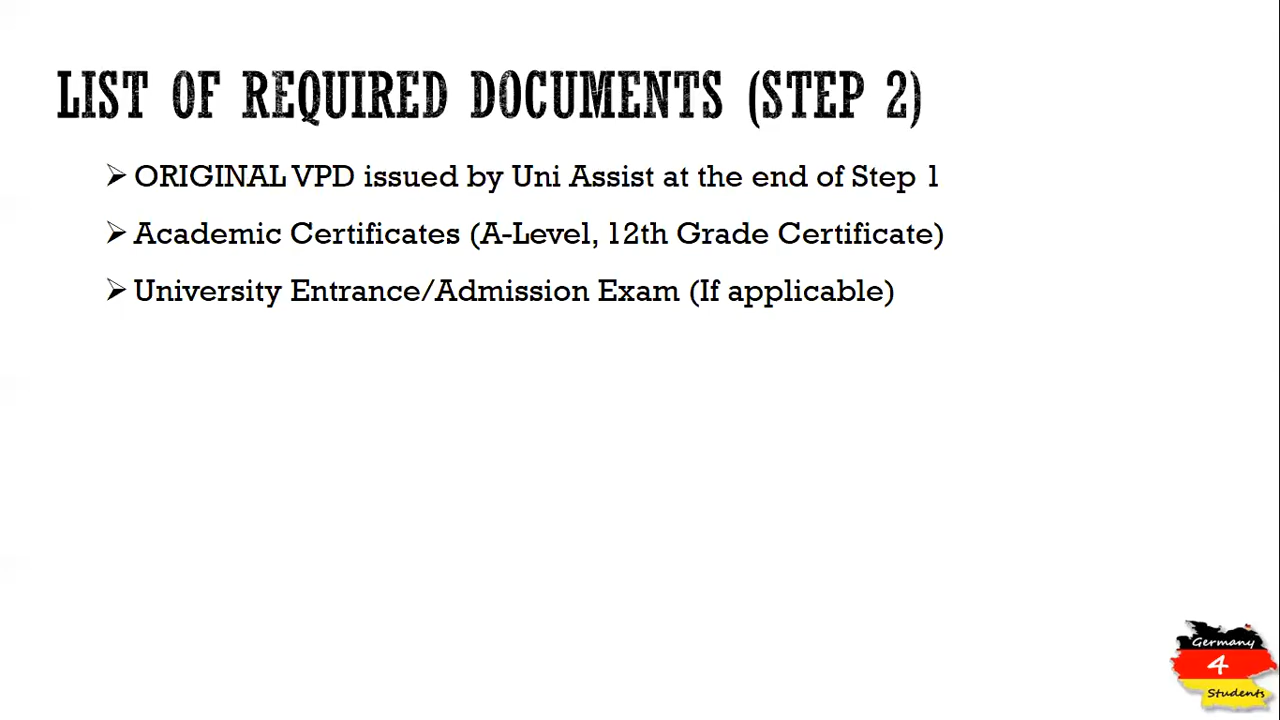 LIST OF REQUIRED DOCUMENTS (STEP 2)
ORIGINAL VPD issued by Uni Assist at the end of Step 1
Academic Certificates (A-Level, 12th Grade Certificate)
University Entrance/Admission Exam (If applicable)
Germany
4
Students